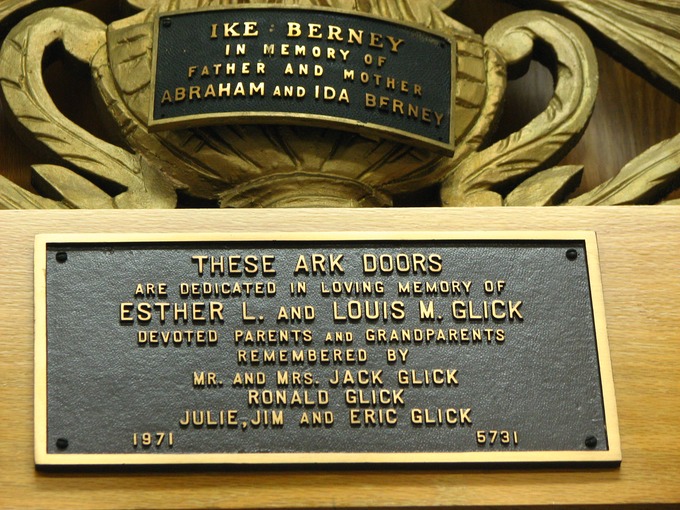 IKE BERNEY
IN MEMORY OF
FATHER AND MOTHER
ABRAHAM AND IDA BERNEY
THESE ARK DOORS
ARE DEDICATED IN LOVING MEMORY OF
ESTHER L. AND LOUIS M. GLICK
DEVOTED PARENTS AND GRANDPARENTS
REMEMBERED BY
MR. AND MRS. JACK GLICK
RONALD GLICK
JULIE, JIM AND ERIC GLICK
1971 5731